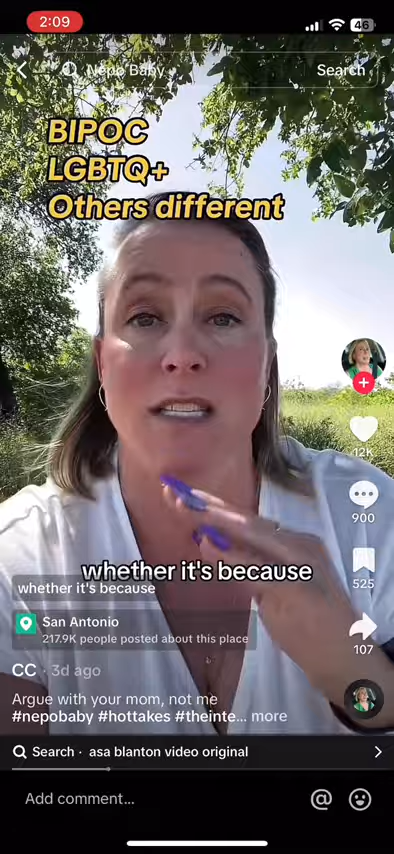 2:09
46
Nepo Baby
Search
BIPOC
LGBTQ+
Others different
12K
900
525
107
whether it's because
whether it's because
San Antonio
217.9K people posted about this place
CC · 3d ago
Argue with your mom, not me
#nepobaby #hottakes #theinte... more
Search · asa blanton video original
Add comment...
@